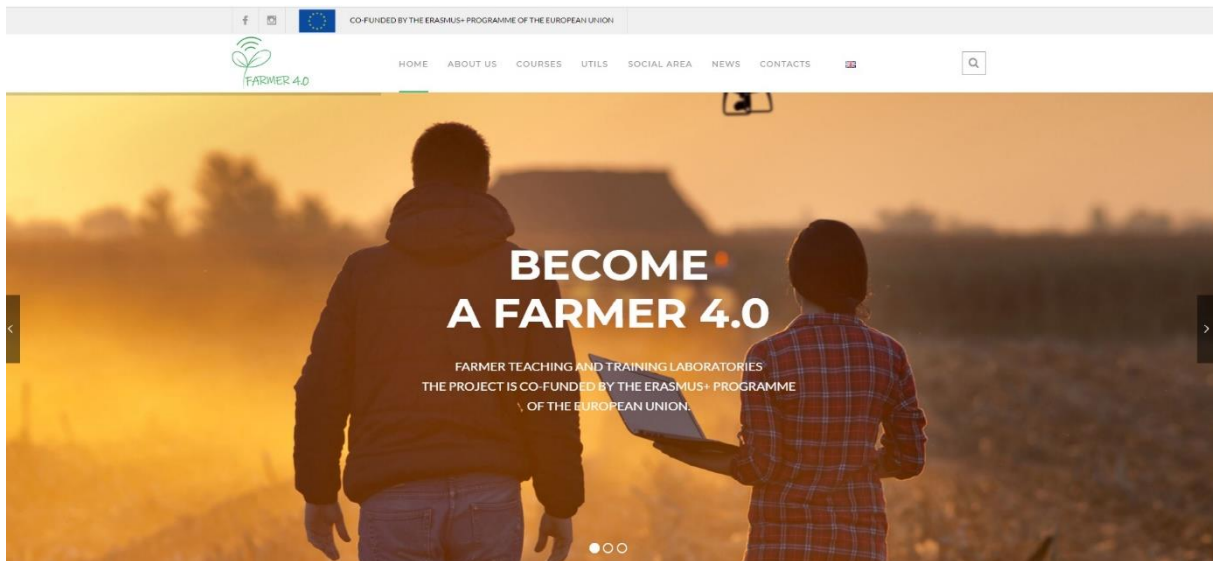 CO-FUNDED BY THE ERASMUS+ PROGRAMME OF THE EUROPEAN UNION
FARMER 4.0
HOME ABOUT US COURSES UTILS SOCIAL AREA NEWS CONTACTS
BECOME
A FARMER 4.0
FARMER TEACHING AND TRAINING LABORATORIES
THE PROJECT IS CO-FUNDED BY THE ERASMUS+ PROGRAMME
OF THE EUROPEAN UNION.